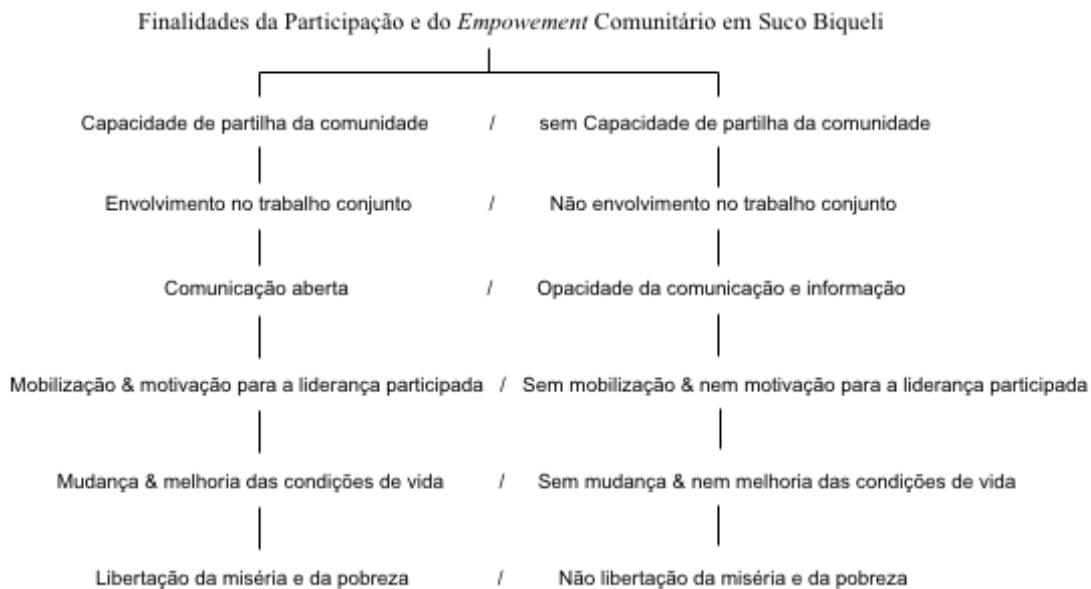 Finalidades da Participação e do Empowement Comunitário em Suco Biqueli
Capacidade de partilha da comunidade / sem Capacidade de partilha da comunidade
Envolvimento no trabalho conjunto / Não envolvimento no trabalho conjunto
Comunicação aberta / Opacidade da comunicação e informação
Mobilização & motivação para a liderança participada / Sem mobilização & nem motivação para a liderança participada
Mudança & melhoria das condições de vida / Sem mudança & nem melhoria das condições de vida
Libertação da miséria e da pobreza / Não libertação da miséria e da pobreza